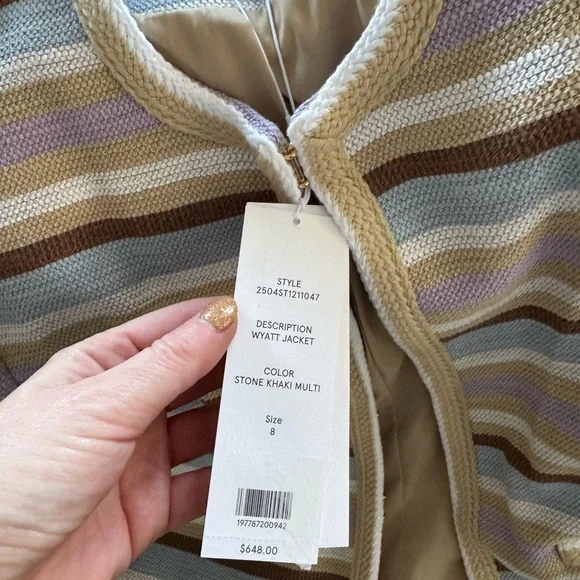 STYLE
2504ST1211047
DESCRIPTION
WYATT JACKET
COLOR
STONE KHAKI MULTI
Size
8
197787200942
$648.00